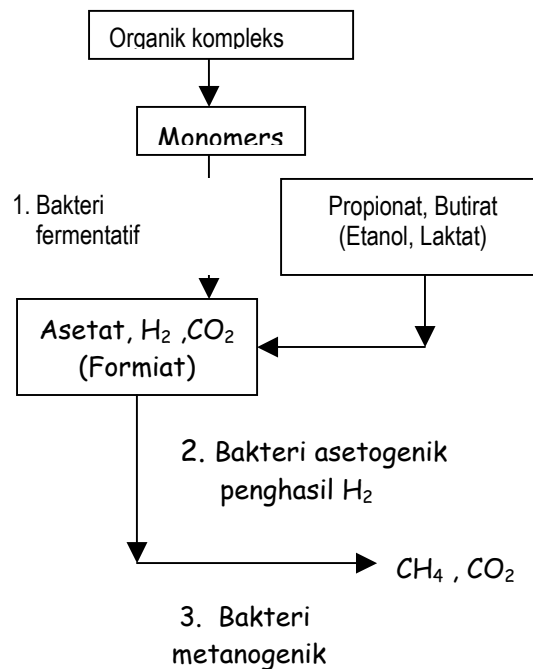 Organik kompleks
Monomers
1. Bakteri
fermentatif
Propionat, Butirat
(Etanol, Laktat)
Asetat, H₂ ,CO₂
(Formiat)
2. Bakteri asetogenik
penghasil H₂
CH₄ , CO₂
3. Bakteri
metanogenik